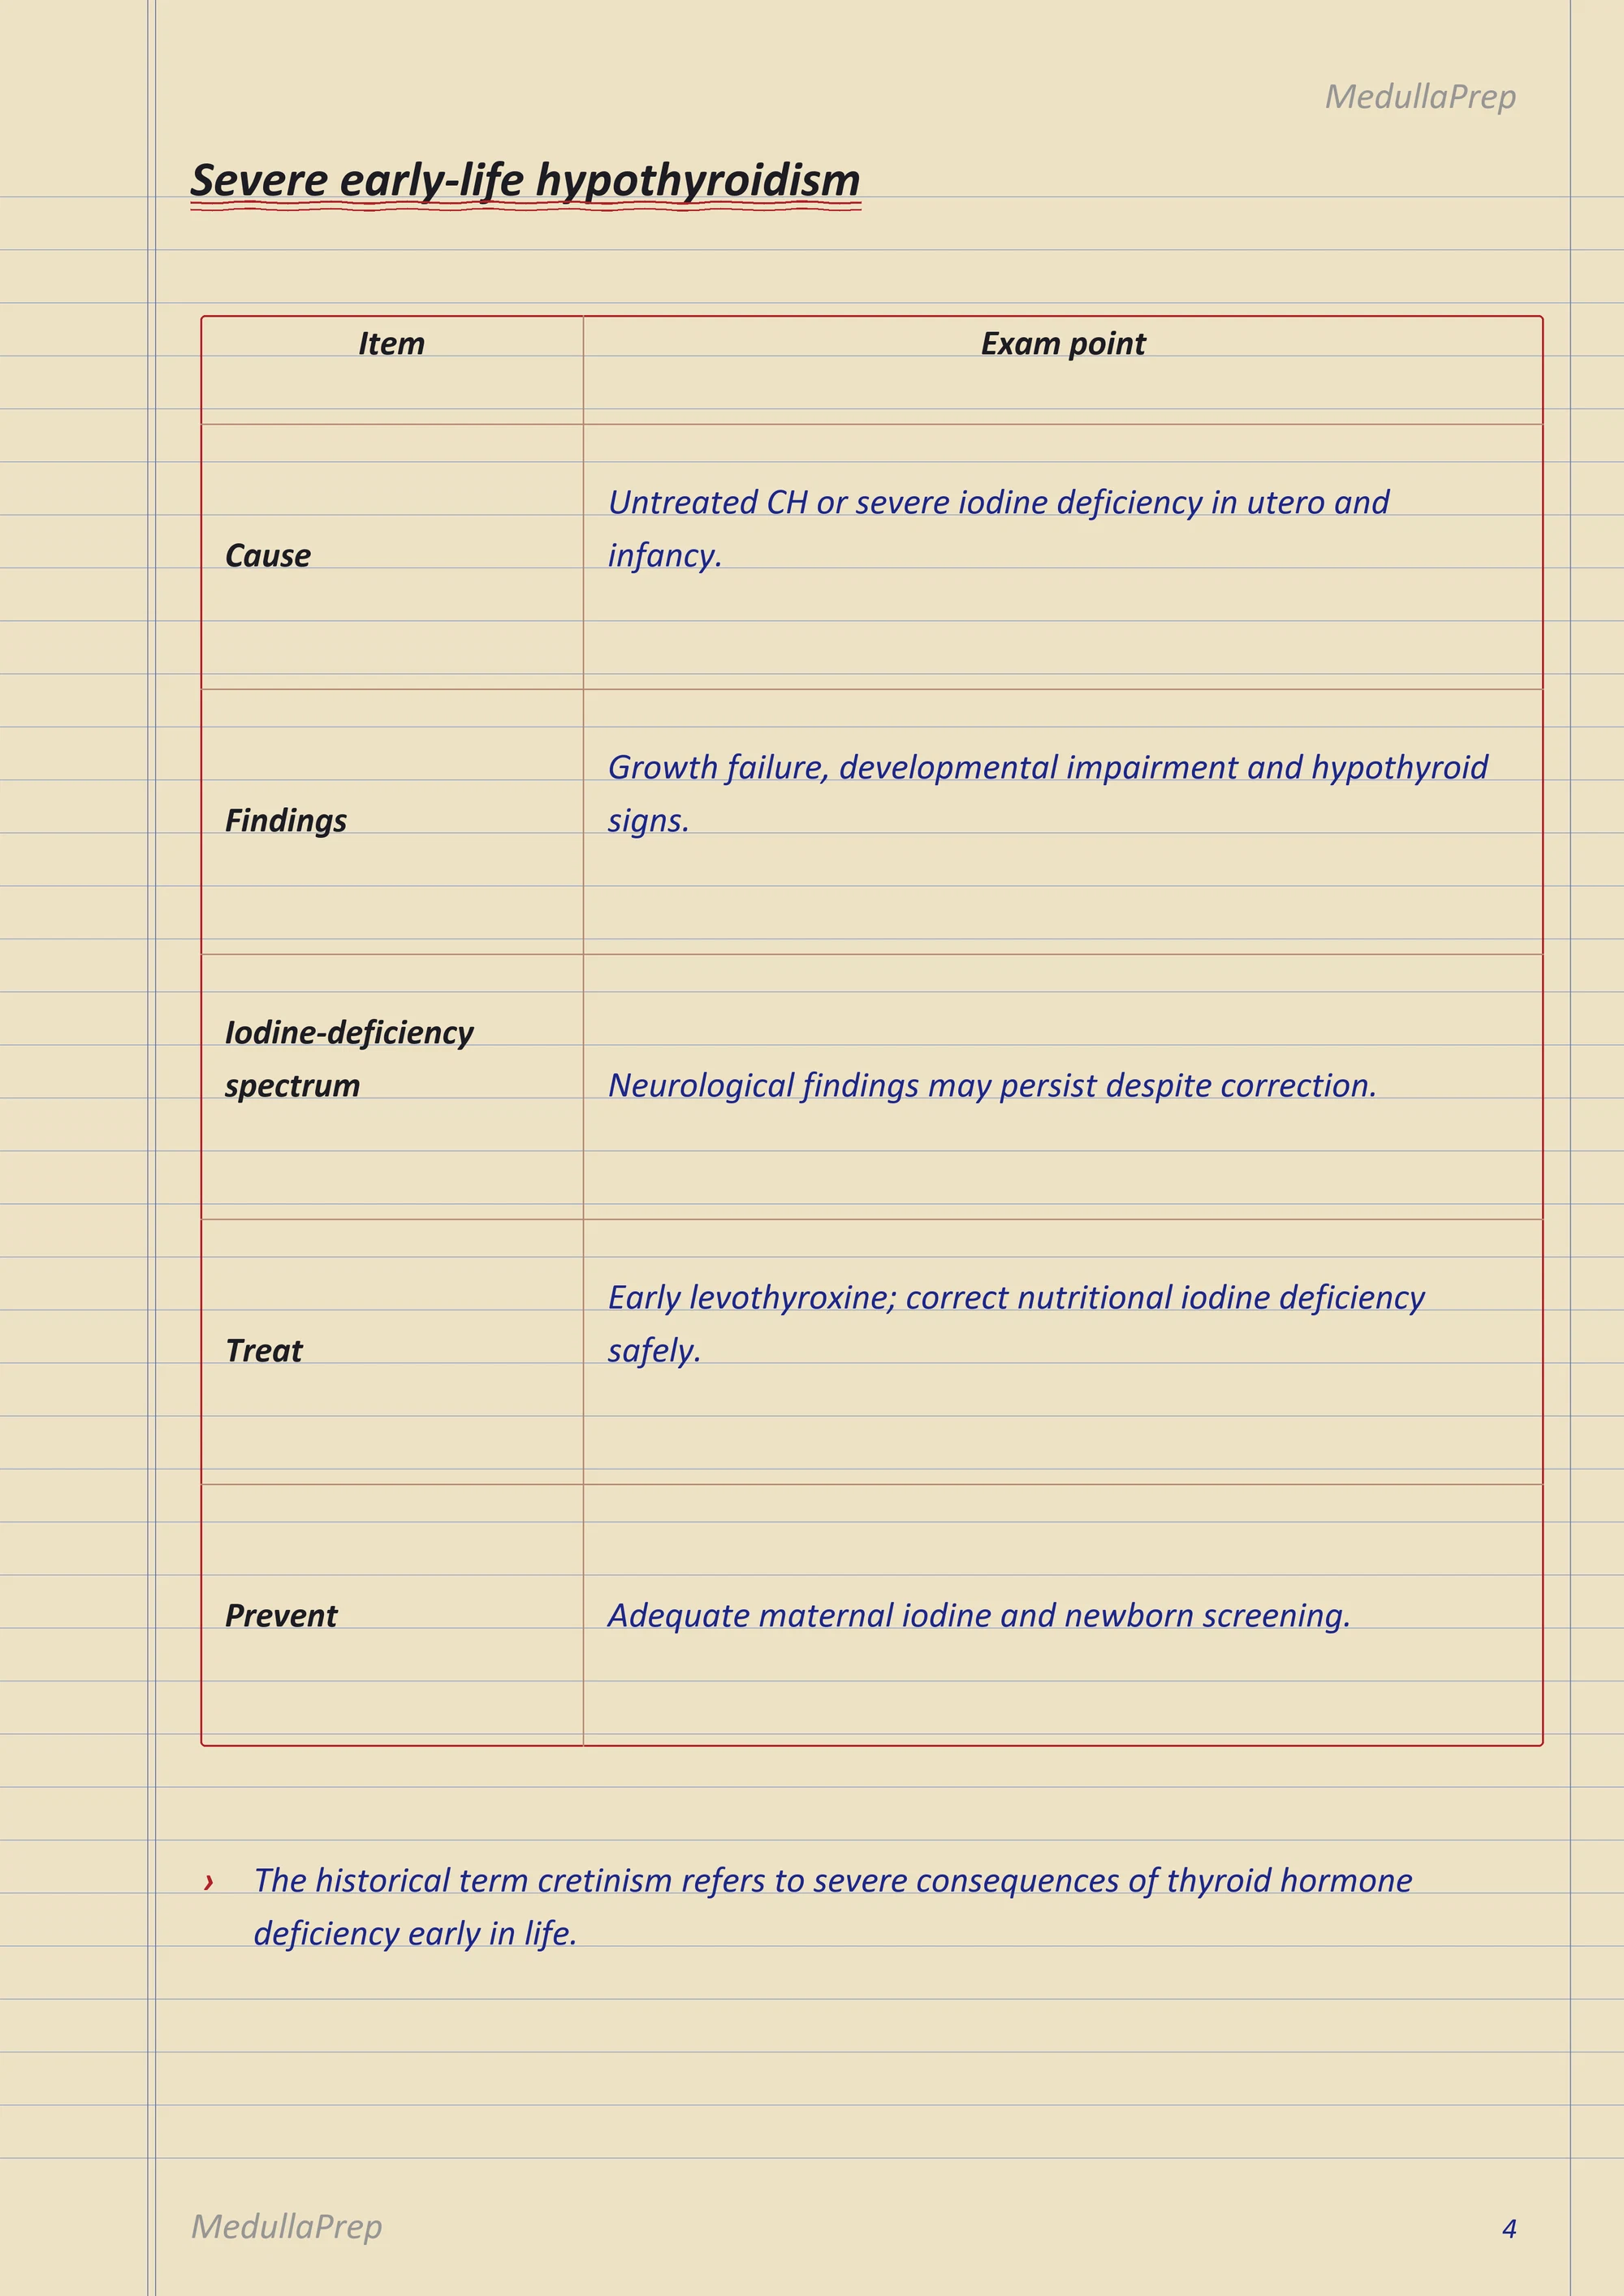 MedullaPrep
Severe early-life hypothyroidism
Item
Exam point
Cause
Untreated CH or severe iodine deficiency in utero and
infancy.
Findings
Growth failure, developmental impairment and hypothyroid
signs.
Iodine-deficiency
spectrum
Neurological findings may persist despite correction.
Treat
Early levothyroxine; correct nutritional iodine deficiency
safely.
Prevent
Adequate maternal iodine and newborn screening.
› The historical term cretinism refers to severe consequences of thyroid hormone
deficiency early in life.
MedullaPrep
4